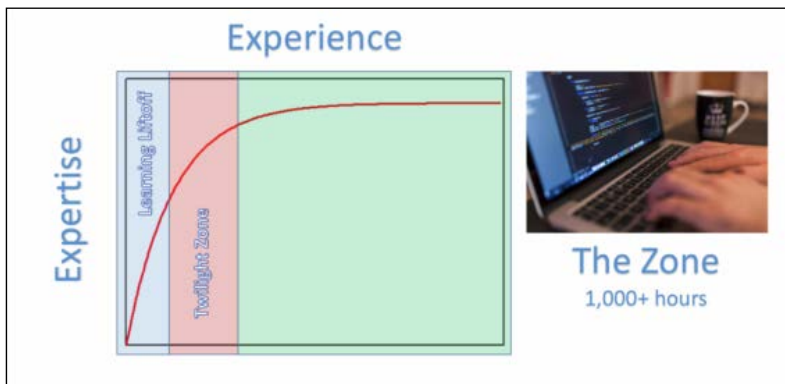 Experience
Expertise
Learning Liftoff
Twilight Zone
The Zone
1,000+ hours